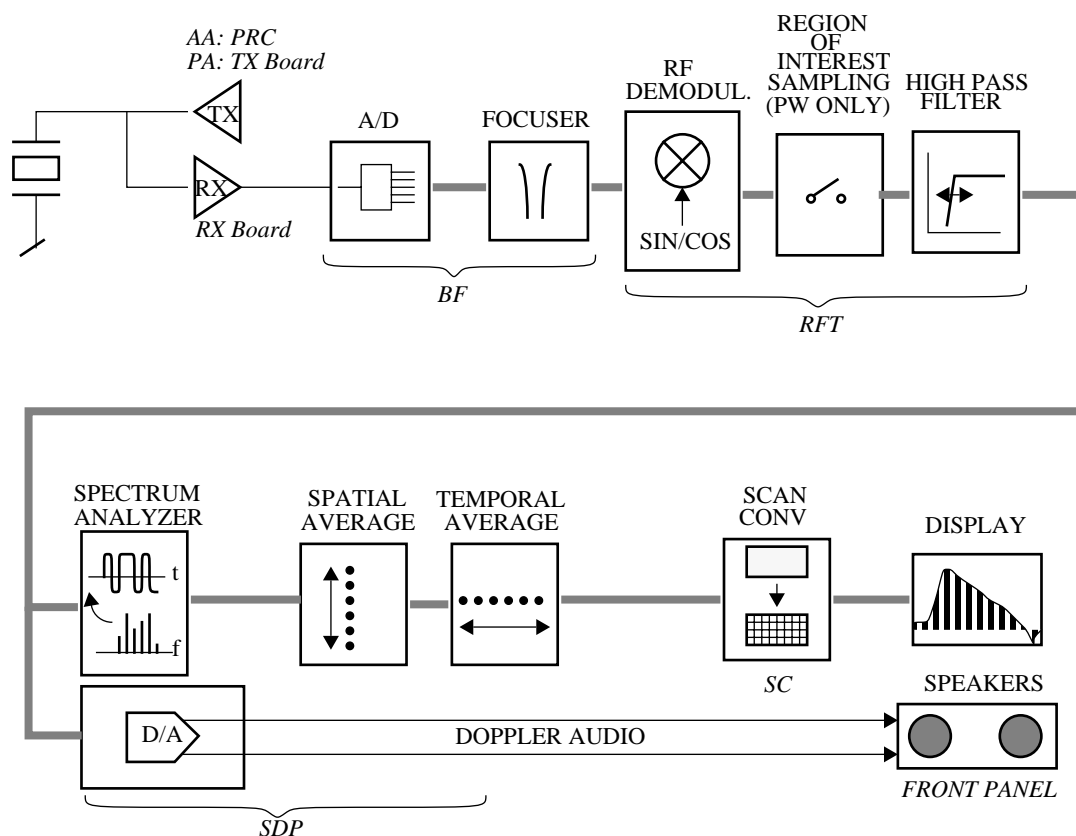 AA: PRC
PA: TX Board
TX
RX
RX Board
A/D
FOCUSER
BF
RF
DEMODUL.
SIN/COS
REGION
OF
INTEREST
SAMPLING
(PW ONLY)
HIGH PASS
FILTER
RFT
SPECTRUM
ANALYZER
t
f
SPATIAL
AVERAGE
TEMPORAL
AVERAGE
SCAN
CONV
SC
DISPLAY
D/A
DOPPLER AUDIO
SPEAKERS
FRONT PANEL
SDP